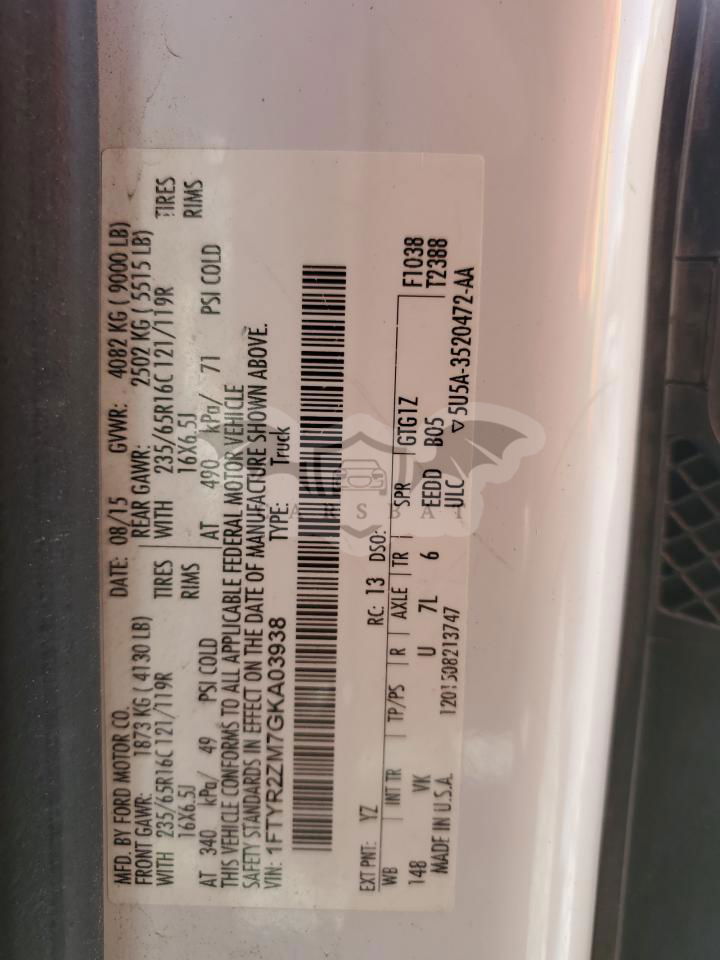 MFD. BY FORD MOTOR CO. DATE: 08/15 GVWR: 4082 KG ( 9000 LB)
FRONT GAWR: 1873 KG ( 4130 LB) REAR GAWR: 2502 KG ( 5515 LB)
WITH 235/65R16C 121/119R TIRES WITH 235/65R16C 121/119R TIRES
16X6.5J RIMS 16X6.5J RIMS
AT 340 kPa/ 49 PSI COLD AT 490 kPa/ 71 PSI COLD
THIS VEHICLE CONFORMS TO ALL APPLICABLE FEDERAL MOTOR VEHICLE
SAFETY STANDARDS IN EFFECT ON THE DATE OF MANUFACTURE SHOWN ABOVE.
VIN: 1FTYR2ZM7GKA03938 TYPE: Truck
EXT PNT: YZ RC: 13 DSO:
WB INT TR TP/PS R AXLE TR SPR GTG1Z F1038
148 VK U 7L 6 EEDD B05 T2388
MADE IN U.S.A. 1201508213747 ULC ▽5U5A-3520472-AA
ARSBAT